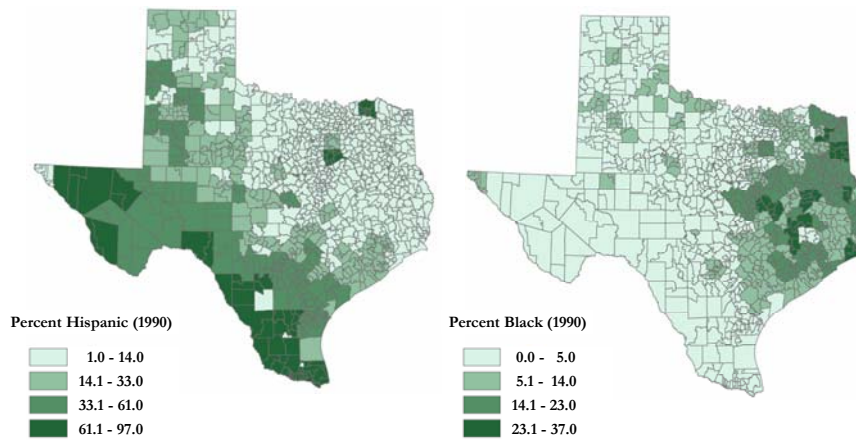 Percent Hispanic (1990)
1.0 - 14.0
14.1 - 33.0
33.1 - 61.0
61.1 - 97.0
Percent Black (1990)
0.0 - 5.0
5.1 - 14.0
14.1 - 23.0
23.1 - 37.0